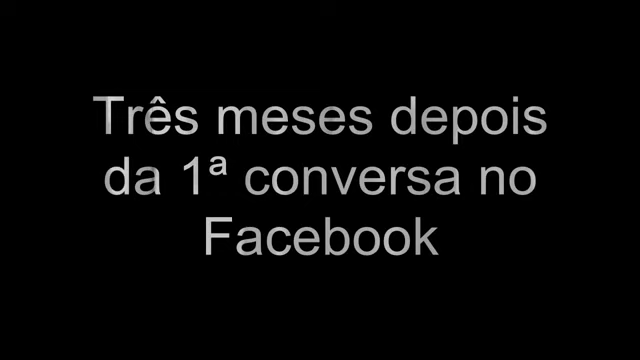 Três meses depois
da 1ª conversa no
Facebook